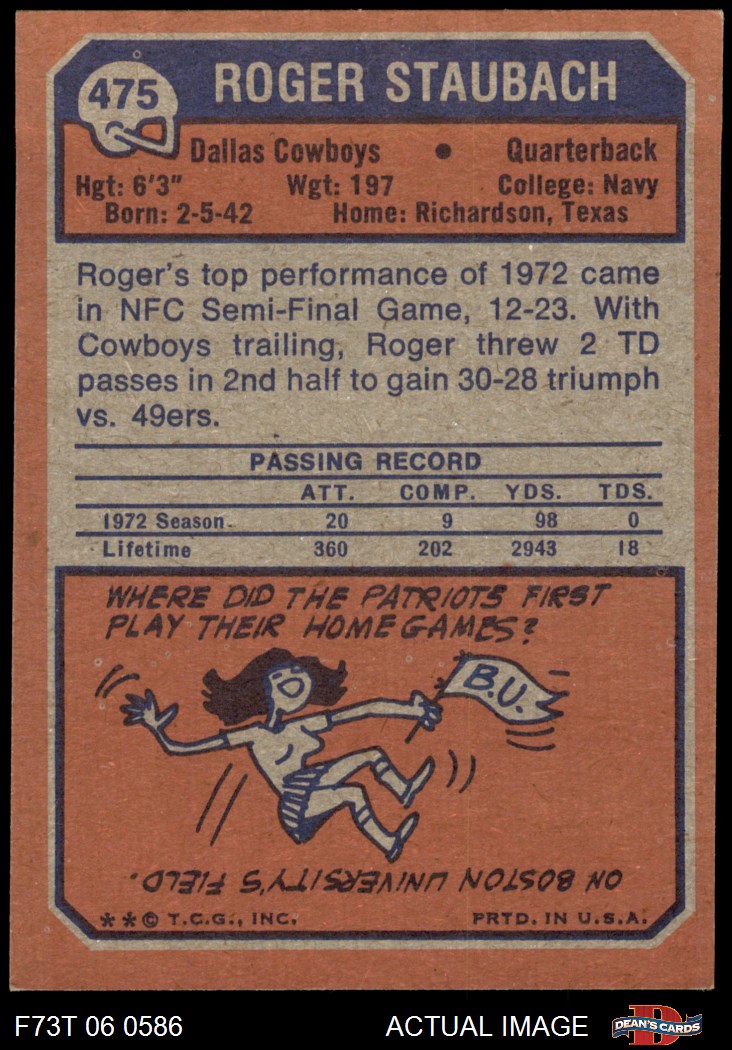 475
ROGER STAUBACH
Dallas Cowboys • Quarterback
Hgt: 6'3" Wgt: 197 College: Navy
Born: 2-5-42 Home: Richardson, Texas
Roger's top performance of 1972 came
in NFC Semi-Final Game, 12-23. With
Cowboys trailing, Roger threw 2 TD
passes in 2nd half to gain 30-28 triumph
vs. 49ers.
PASSING RECORD
ATT. COMP. YDS. TDS.
1972 Season 20 9 98 0
Lifetime 360 202 2943 18
WHERE DID THE PATRIOTS FIRST
PLAY THEIR HOME GAMES?
B.U.
ON BOSTON UNIVERSITY'S FIELD.
**© T.C.G., INC. PRTD. IN U.S.A.
F73T 06 0586 ACTUAL IMAGE
D
DEAN'S CARDS